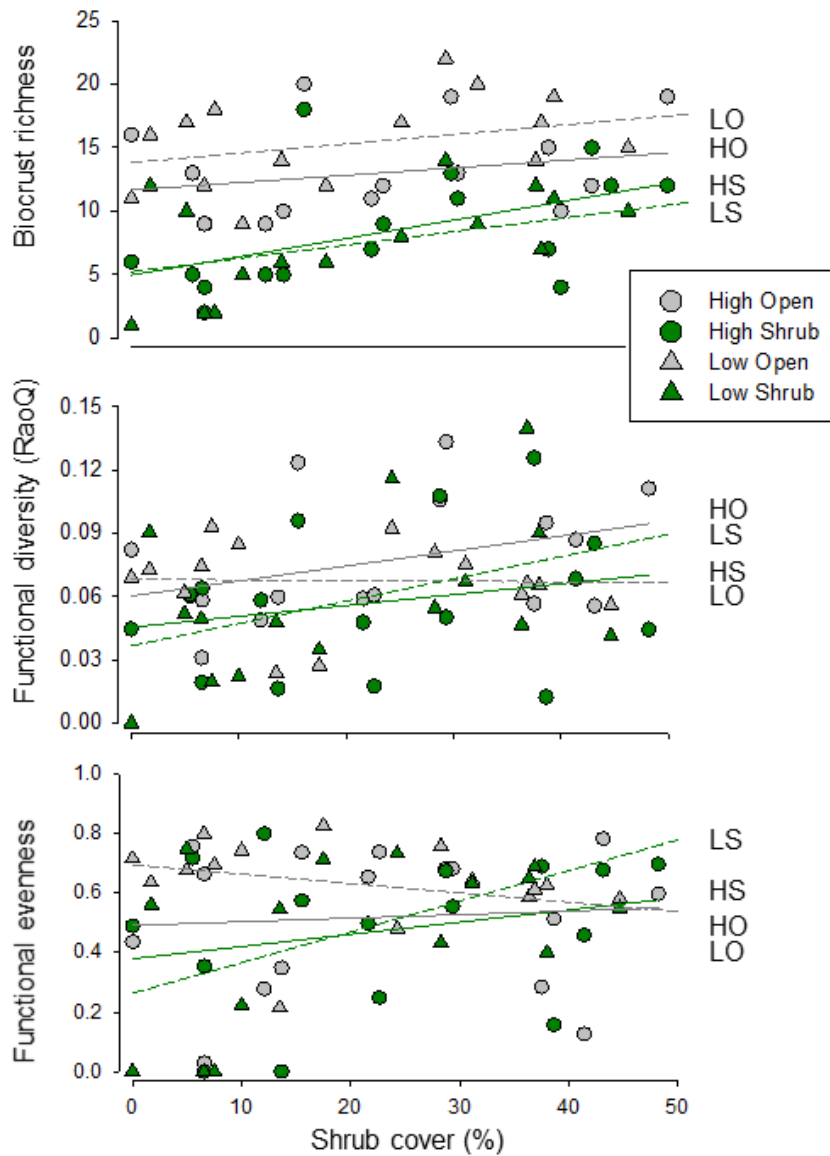 Biocrust richness
25
20
15
10
5
0
LO
HO
HS
LS
High Open
High Shrub
Low Open
Low Shrub
Functional diversity (RaoQ)
0.15
0.12
0.09
0.06
0.03
0.00
HO
LS
HS
LO
Functional evenness
1.0
0.8
0.6
0.4
0.2
0.0
LS
HS
HO
LO
0 10 20 30 40 50
Shrub cover (%)